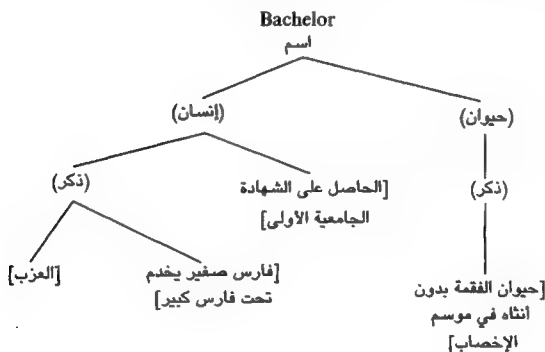 Bachelor
اسم
(إنسان)
(حيوان)
(ذكر)
[الحاصل على الشهادة
الجامعية الأولى]
(ذكر)
[العزب]
[فارس صغير يخدم
تحت فارس كبير]
[حيوان الفقمة بدون
أنثاه في موسم
الإخصاب]